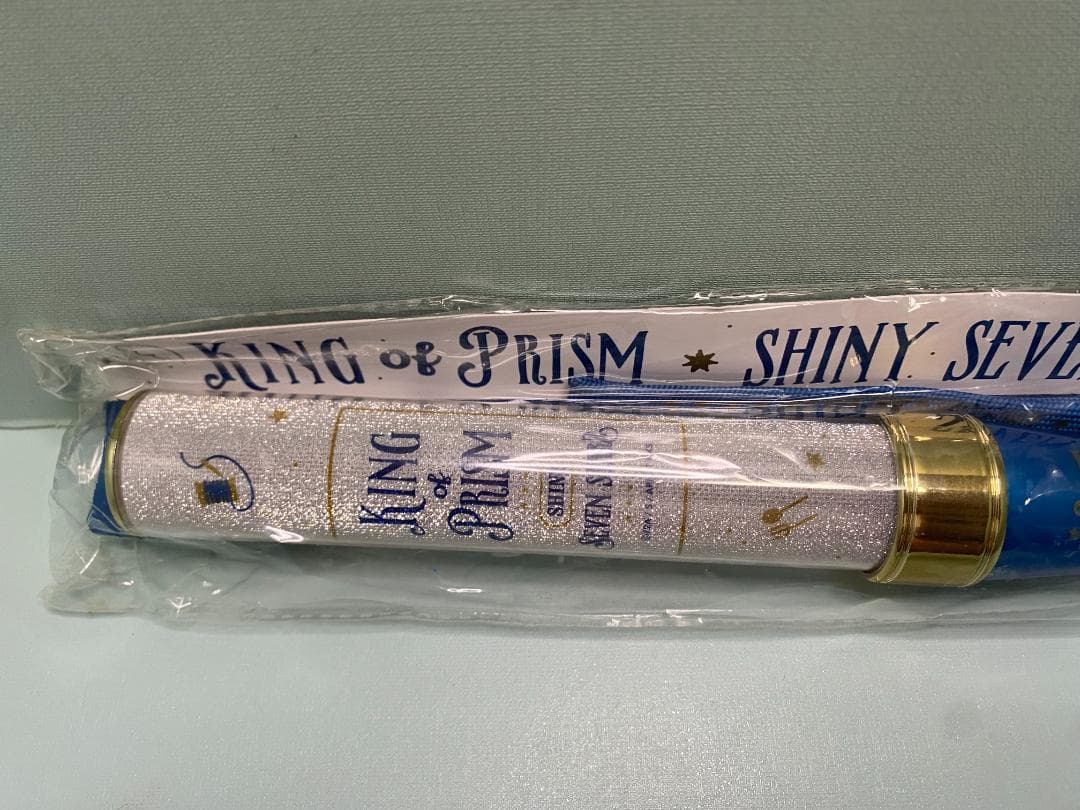 KING of PRISM ★ SHINY SEVE
KING
of
PRISM
SHIN
SEVEN S